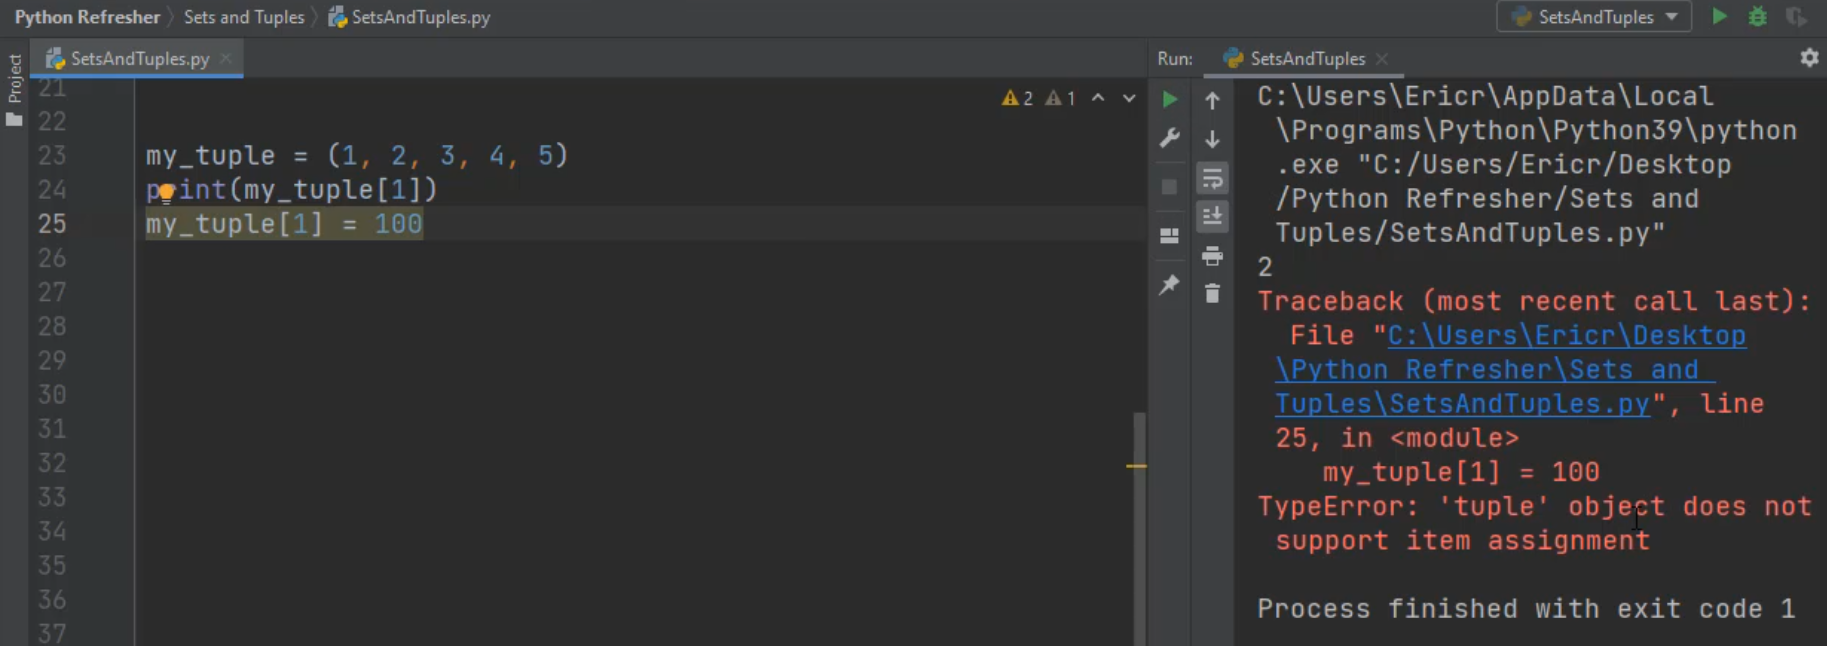 Python Refresher Sets and Tuples SetsAndTuples.py
SetsAndTuples
SetsAndTuples.py
Run: SetsAndTuples
Project
2 1
21
22
23 my_tuple = (1, 2, 3, 4, 5)
24 print(my_tuple[1])
25 my_tuple[1] = 100
26
27
28
29
30
31
32
33
34
35
36
37
C:\Users\Ericr\AppData\Local
\Programs\Python\Python39\python
.exe "C:/Users/Ericr/Desktop
/Python Refresher/Sets and
Tuples/SetsAndTuples.py"
2
Traceback (most recent call last):
File "C:\Users\Ericr\Desktop
\Python Refresher\Sets and
Tuples\SetsAndTuples.py", line
25, in <module>
my_tuple[1] = 100
TypeError: 'tuple' object does not
support item assignment
Process finished with exit code 1